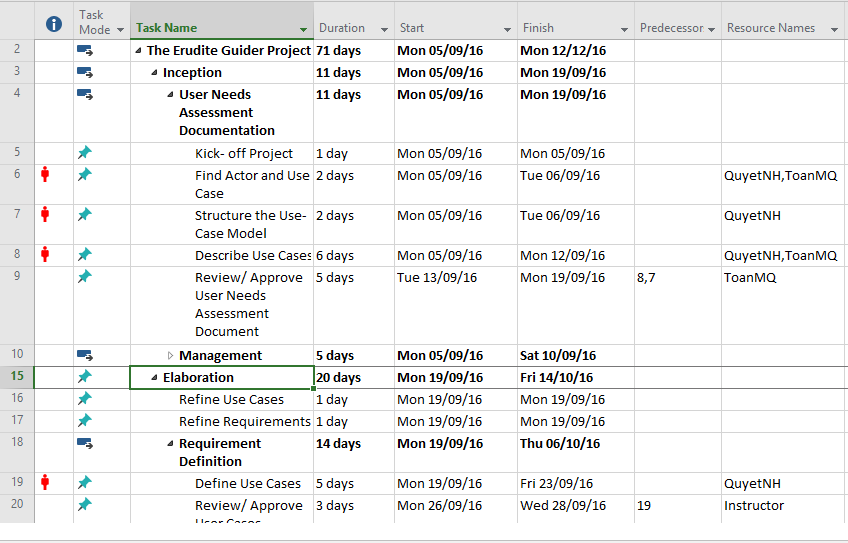 Task Mode Task Name Duration Start Finish Predecessor Resource Names
2 The Erudite Guider Project 71 days Mon 05/09/16 Mon 12/12/16
3 Inception 11 days Mon 05/09/16 Mon 19/09/16
4 User Needs Assessment Documentation 11 days Mon 05/09/16 Mon 19/09/16
5 Kick- off Project 1 day Mon 05/09/16 Mon 05/09/16
6 Find Actor and Use Case 2 days Mon 05/09/16 Tue 06/09/16 QuyetNH,ToanMQ
7 Structure the Use-Case Model 2 days Mon 05/09/16 Tue 06/09/16 QuyetNH
8 Describe Use Cases 6 days Mon 05/09/16 Mon 12/09/16 QuyetNH,ToanMQ
9 Review/ Approve User Needs Assessment Document 5 days Tue 13/09/16 Mon 19/09/16 8,7 ToanMQ
10 Management 5 days Mon 05/09/16 Sat 10/09/16
15 Elaboration 20 days Mon 19/09/16 Fri 14/10/16
16 Refine Use Cases 1 day Mon 19/09/16 Mon 19/09/16
17 Refine Requirements 1 day Mon 19/09/16 Mon 19/09/16
18 Requirement Definition 14 days Mon 19/09/16 Thu 06/10/16
19 Define Use Cases 5 days Mon 19/09/16 Fri 23/09/16 QuyetNH
20 Review/ Approve 3 days Mon 26/09/16 Wed 28/09/16 19 Instructor